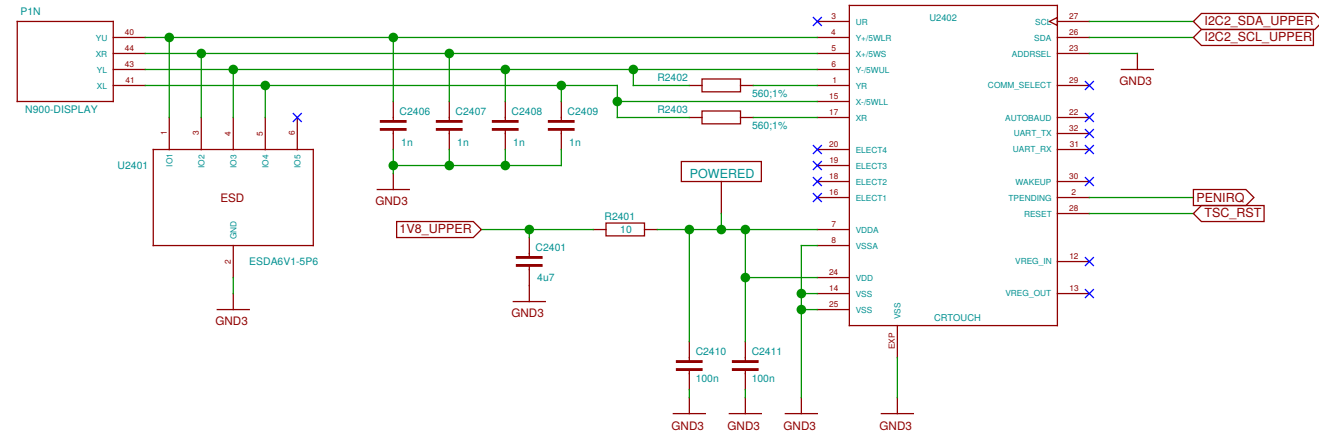 P1N
YU 40
XR 44
YL 43
XL 41
N900-DISPLAY
1 3 4 5 6
IO1 IO2 IO3 IO4 IO5
U2401
ESD
GND
2
ESDA6V1-5P6
GND3
C2406 C2407 C2408 C2409
1n 1n 1n 1n
GND3
R2402
560;1%
R2403
560;1%
POWERED
1V8_UPPER
R2401
10
C2401
4u7
GND3
C2410
100n
C2411
100n
GND3 GND3 GND3 GND3
U2402
3 UR
4 Y+/5WLR
5 X+/5WS
6 Y-/5WUL
1 YR
15 X-/5WLL
17 XR
20 ELECT4
19 ELECT3
18 ELECT2
16 ELECT1
7 VDDA
8 VSSA
24 VDD
14 VSS
25 VSS
VSS
EXP
CRTOUCH
SCL 27 I2C2_SDA_UPPER
SDA 26 I2C2_SCL_UPPER
ADDRSEL 23
GND3
COMM_SELECT 29
AUTOBAUD 22
UART_TX 32
UART_RX 31
WAKEUP 30
TPENDING 2 PENIRQ
RESET 28 TSC_RST
VREG_IN 12
VREG_OUT 13